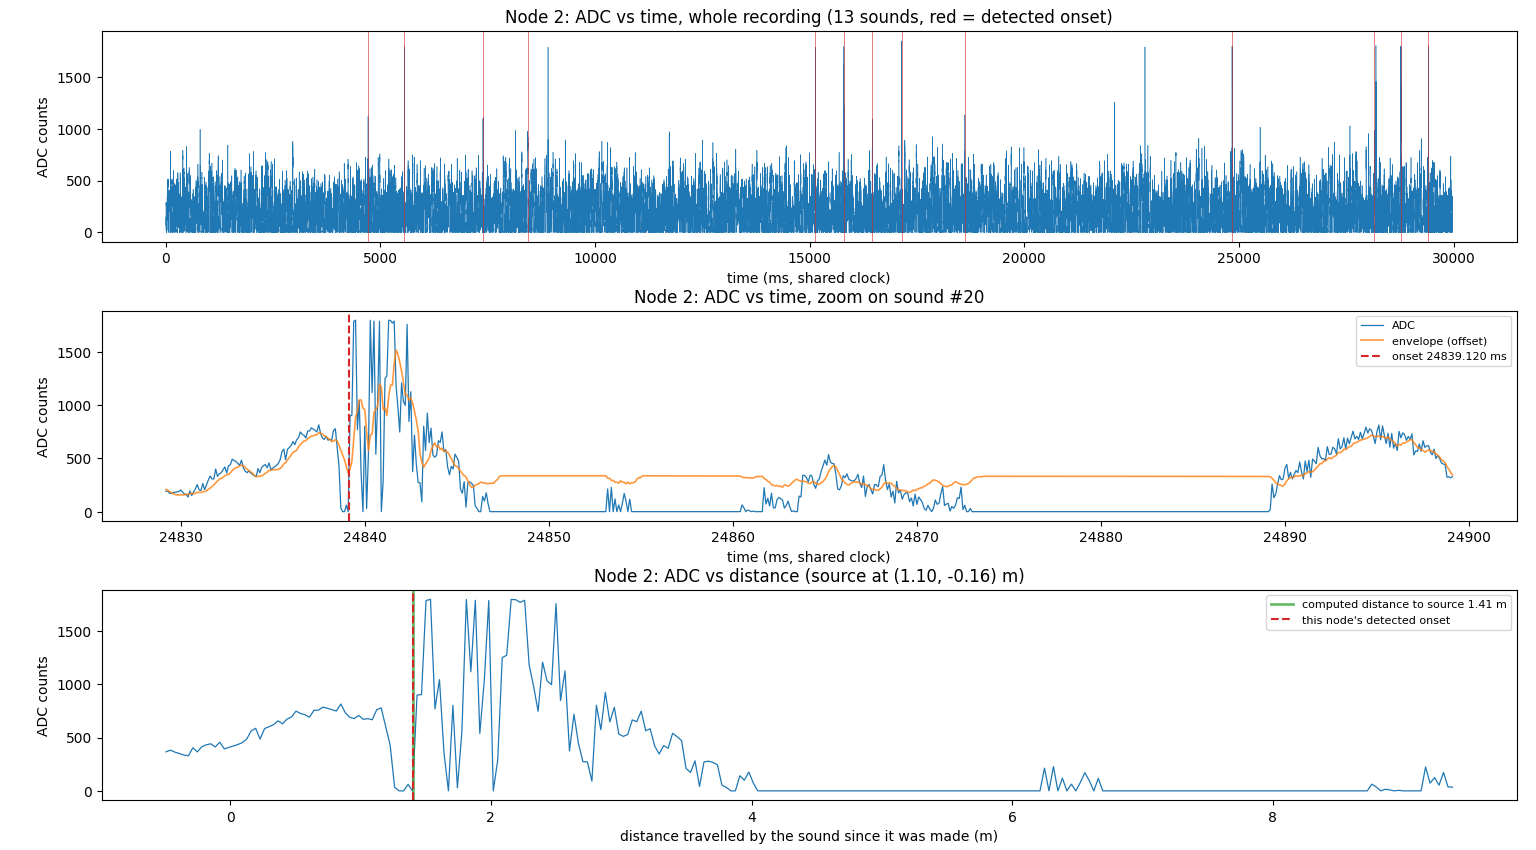 Node 2: ADC vs time, whole recording (13 sounds, red = detected onset)
ADC counts
1500
1000
500
0
0 5000 10000 15000 20000 25000 30000
time (ms, shared clock)
Node 2: ADC vs time, zoom on sound #20
ADC counts
1500
1000
500
0
ADC
envelope (offset)
onset 24839.120 ms
24830 24840 24850 24860 24870 24880 24890 24900
time (ms, shared clock)
Node 2: ADC vs distance (source at (1.10, -0.16) m)
ADC counts
1500
1000
500
0
computed distance to source 1.41 m
this node's detected onset
0 2 4 6 8
distance travelled by the sound since it was made (m)